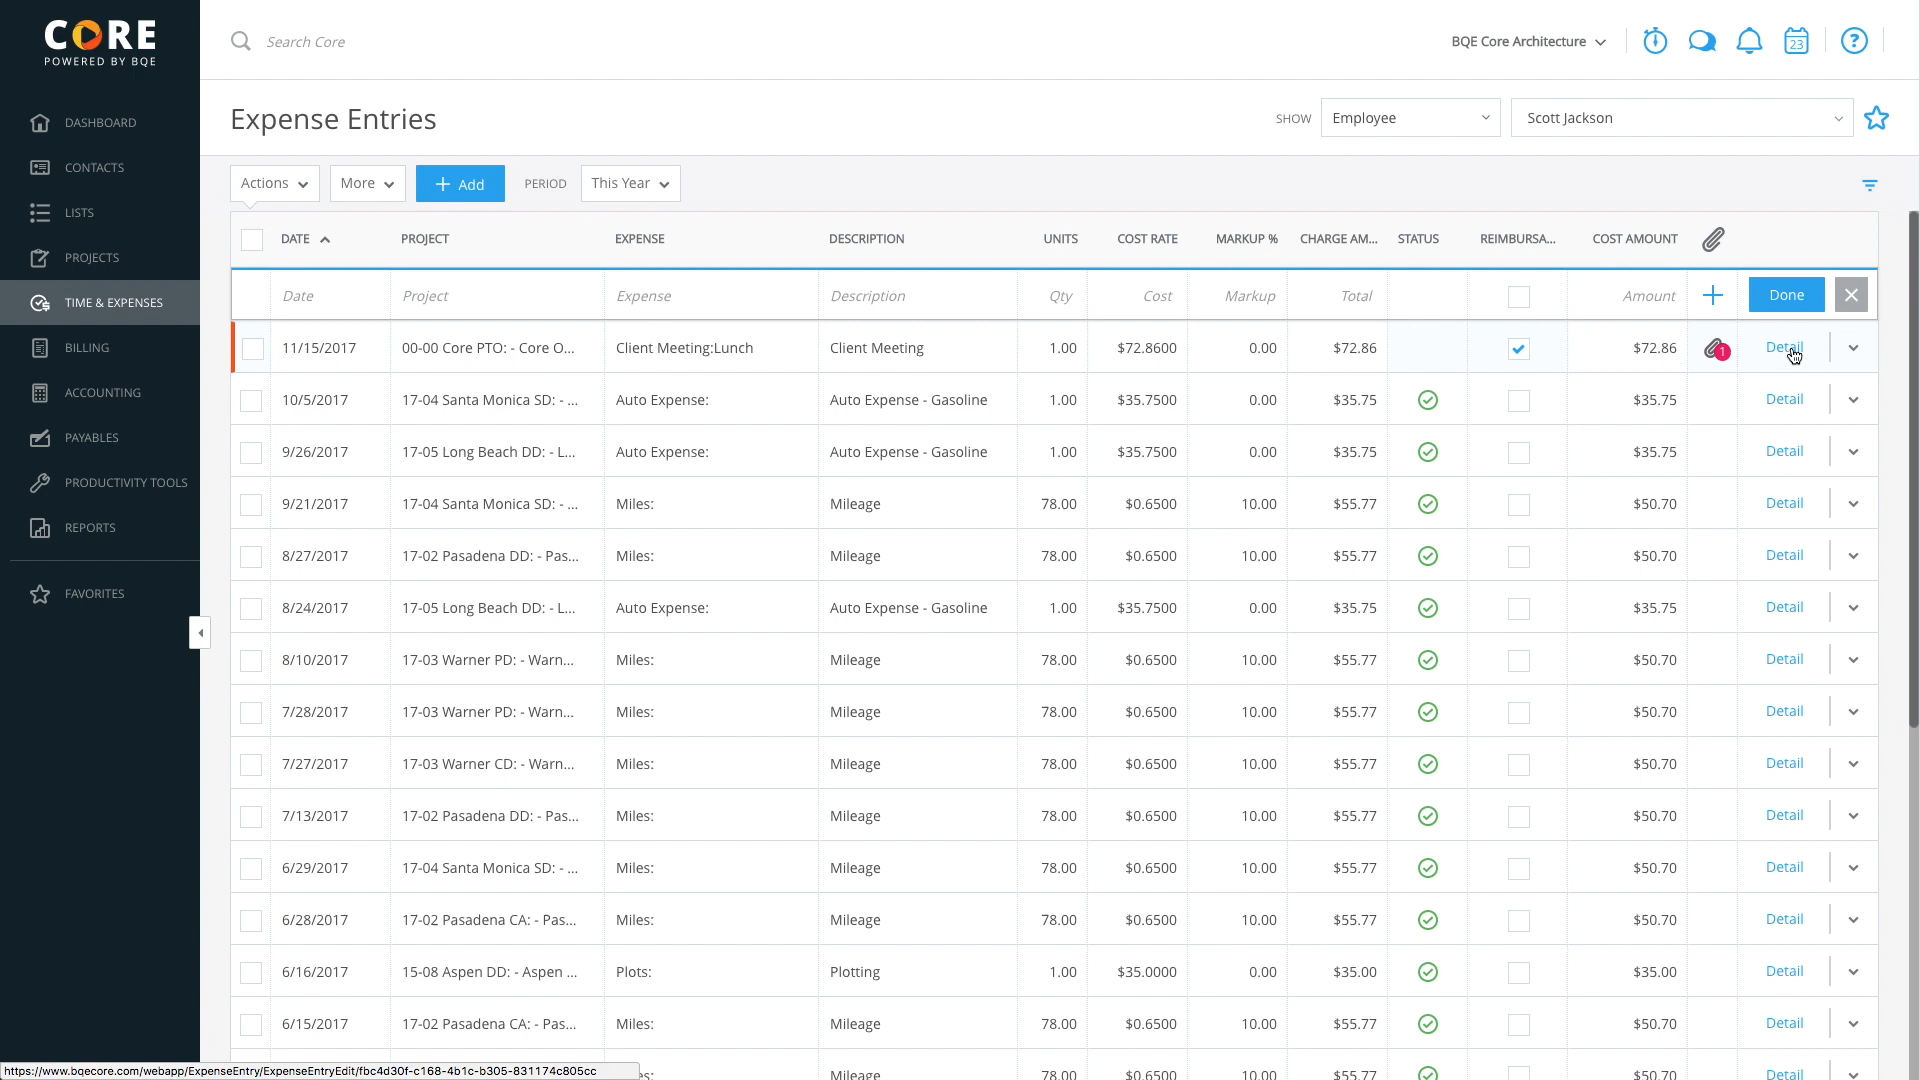 CORE
POWERED BY BQE
DASHBOARD
CONTACTS
LISTS
PROJECTS
TIME & EXPENSES
BILLING
ACCOUNTING
PAYABLES
PRODUCTIVITY TOOLS
REPORTS
FAVORITES
Search Core
BQE Core Architecture
23
?
Expense Entries
SHOW Employee Scott Jackson
Actions More + Add PERIOD This Year
DATE PROJECT EXPENSE DESCRIPTION UNITS COST RATE MARKUP % CHARGE AM... STATUS REIMBURSA... COST AMOUNT
Date Project Expense Description Qty Cost Markup Total Amount Done
11/15/2017 00-00 Core PTO: - Core O... Client Meeting:Lunch Client Meeting 1.00 $72.8600 0.00 $72.86 $72.86 1 Detail
10/5/2017 17-04 Santa Monica SD: - ... Auto Expense: Auto Expense - Gasoline 1.00 $35.7500 0.00 $35.75 $35.75 Detail
9/26/2017 17-05 Long Beach DD: - L... Auto Expense: Auto Expense - Gasoline 1.00 $35.7500 0.00 $35.75 $35.75 Detail
9/21/2017 17-04 Santa Monica SD: - ... Miles: Mileage 78.00 $0.6500 10.00 $55.77 $50.70 Detail
8/27/2017 17-02 Pasadena DD: - Pas... Miles: Mileage 78.00 $0.6500 10.00 $55.77 $50.70 Detail
8/24/2017 17-05 Long Beach DD: - L... Auto Expense: Auto Expense - Gasoline 1.00 $35.7500 0.00 $35.75 $35.75 Detail
8/10/2017 17-03 Warner PD: - Warn... Miles: Mileage 78.00 $0.6500 10.00 $55.77 $50.70 Detail
7/28/2017 17-03 Warner PD: - Warn... Miles: Mileage 78.00 $0.6500 10.00 $55.77 $50.70 Detail
7/27/2017 17-03 Warner CD: - Warn... Miles: Mileage 78.00 $0.6500 10.00 $55.77 $50.70 Detail
7/13/2017 17-02 Pasadena DD: - Pas... Miles: Mileage 78.00 $0.6500 10.00 $55.77 $50.70 Detail
6/29/2017 17-04 Santa Monica SD: - ... Miles: Mileage 78.00 $0.6500 10.00 $55.77 $50.70 Detail
6/28/2017 17-02 Pasadena CA: - Pas... Miles: Mileage 78.00 $0.6500 10.00 $55.77 $50.70 Detail
6/16/2017 15-08 Aspen DD: - Aspen ... Plots: Plotting 1.00 $35.0000 0.00 $35.00 $35.00 Detail
6/15/2017 17-02 Pasadena CA: - Pas... Miles: Mileage 78.00 $0.6500 10.00 $55.77 $50.70 Detail
es: Mileage 78.00 $0.6500 10.00 $55.77 $50.70 Detail
https://www.bqecore.com/webapp/ExpenseEntry/ExpenseEntryEdit/fbc4d30f-c168-4b1c-b305-831174c805cc